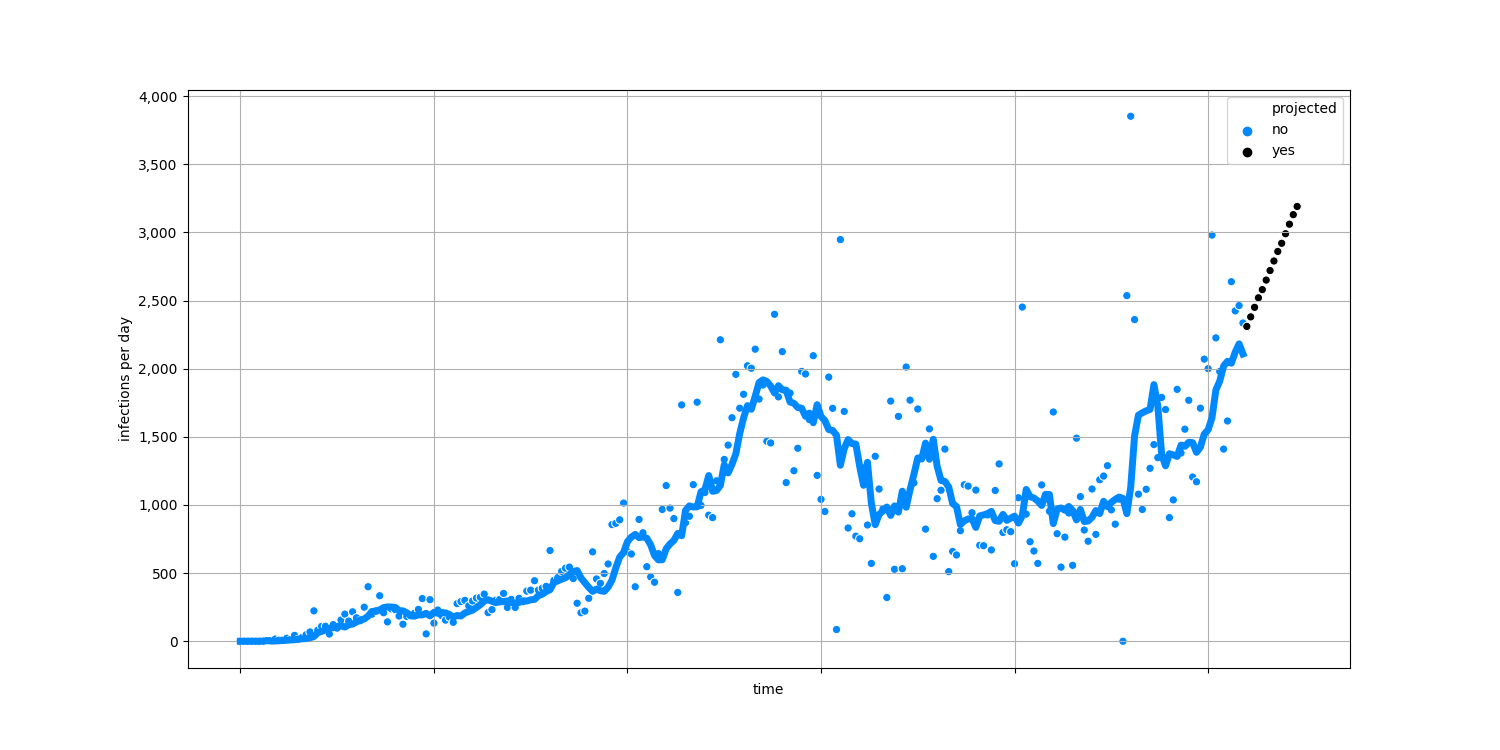 4,000
3,500
3,000
2,500
2,000
1,500
1,000
500
0
infections per day
time
projected
no
yes